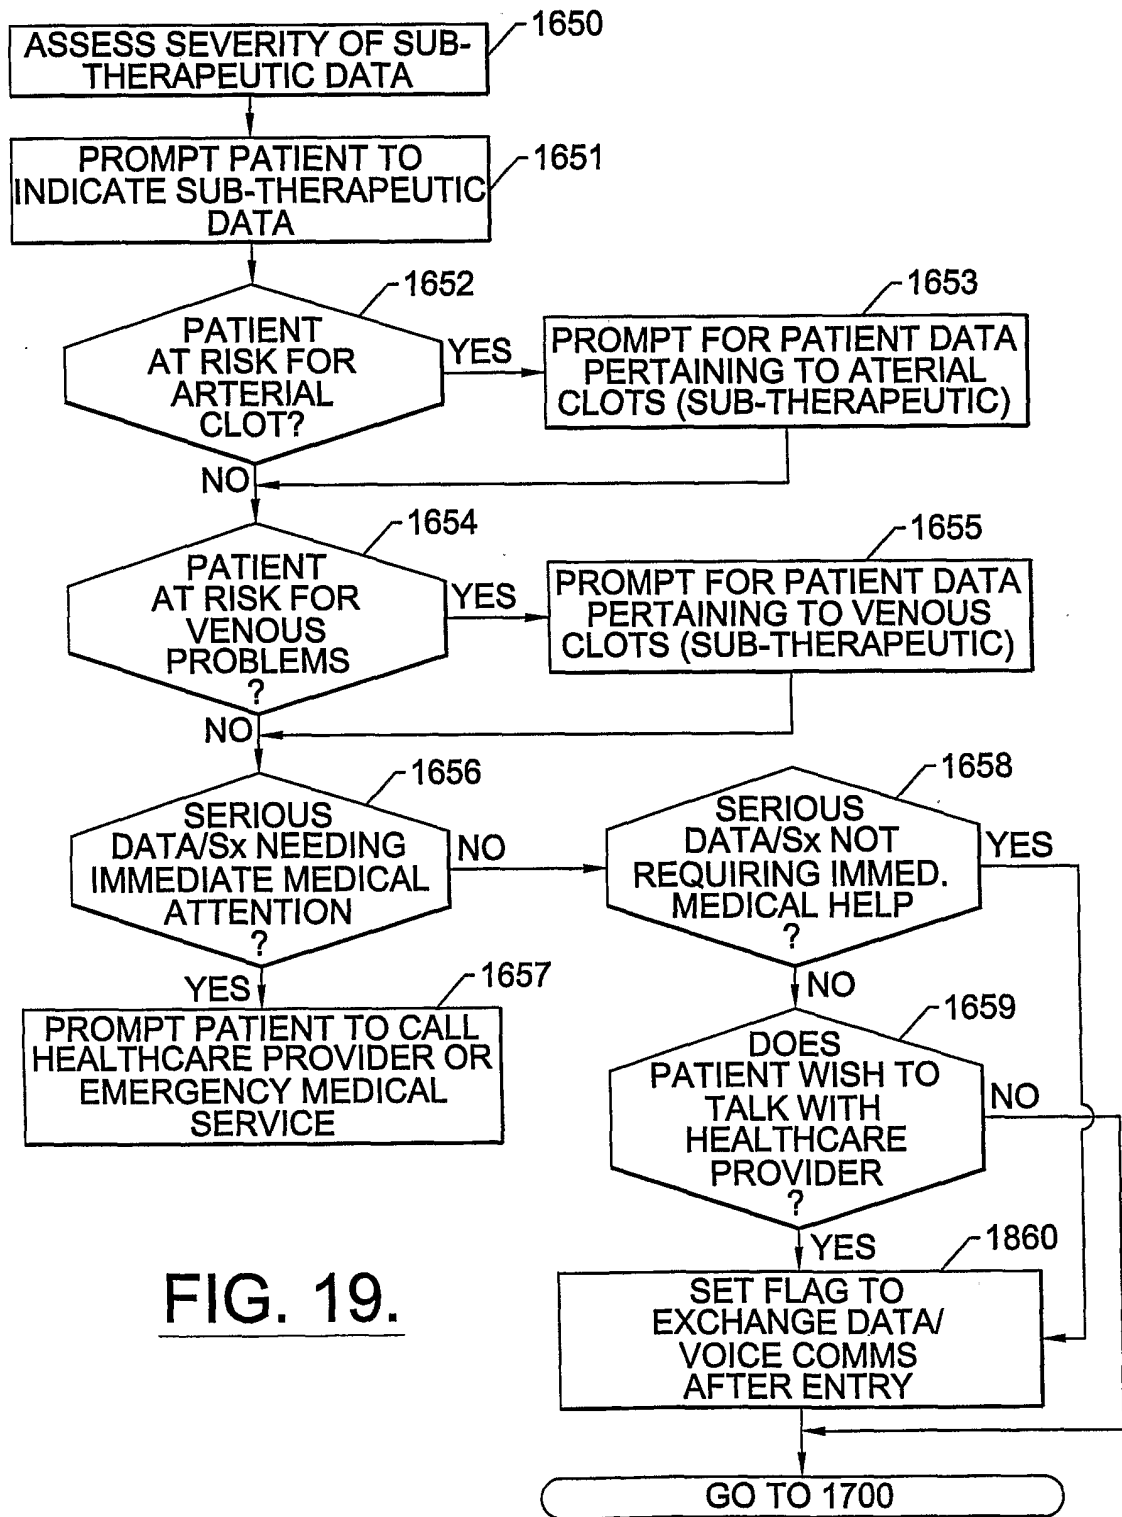 1650
ASSESS SEVERITY OF SUB-
THERAPEUTIC DATA
1651
PROMPT PATIENT TO
INDICATE SUB-THERAPEUTIC
DATA
1652
PATIENT
AT RISK FOR
ARTERIAL
CLOT?
YES
NO
1653
PROMPT FOR PATIENT DATA
PERTAINING TO ATERIAL
CLOTS (SUB-THERAPEUTIC)
1654
PATIENT
AT RISK FOR
VENOUS
PROBLEMS
?
YES
NO
1655
PROMPT FOR PATIENT DATA
PERTAINING TO VENOUS
CLOTS (SUB-THERAPEUTIC)
1656
SERIOUS
DATA/Sx NEEDING
IMMEDIATE MEDICAL
ATTENTION
?
NO
YES
1657
PROMPT PATIENT TO CALL
HEALTHCARE PROVIDER OR
EMERGENCY MEDICAL
SERVICE
1658
SERIOUS
DATA/Sx NOT
REQUIRING IMMED.
MEDICAL HELP
?
YES
NO
1659
DOES
PATIENT WISH TO
TALK WITH
HEALTHCARE
PROVIDER
?
NO
YES
1860
SET FLAG TO
EXCHANGE DATA/
VOICE COMMS
AFTER ENTRY
GO TO 1700
FIG. 19.